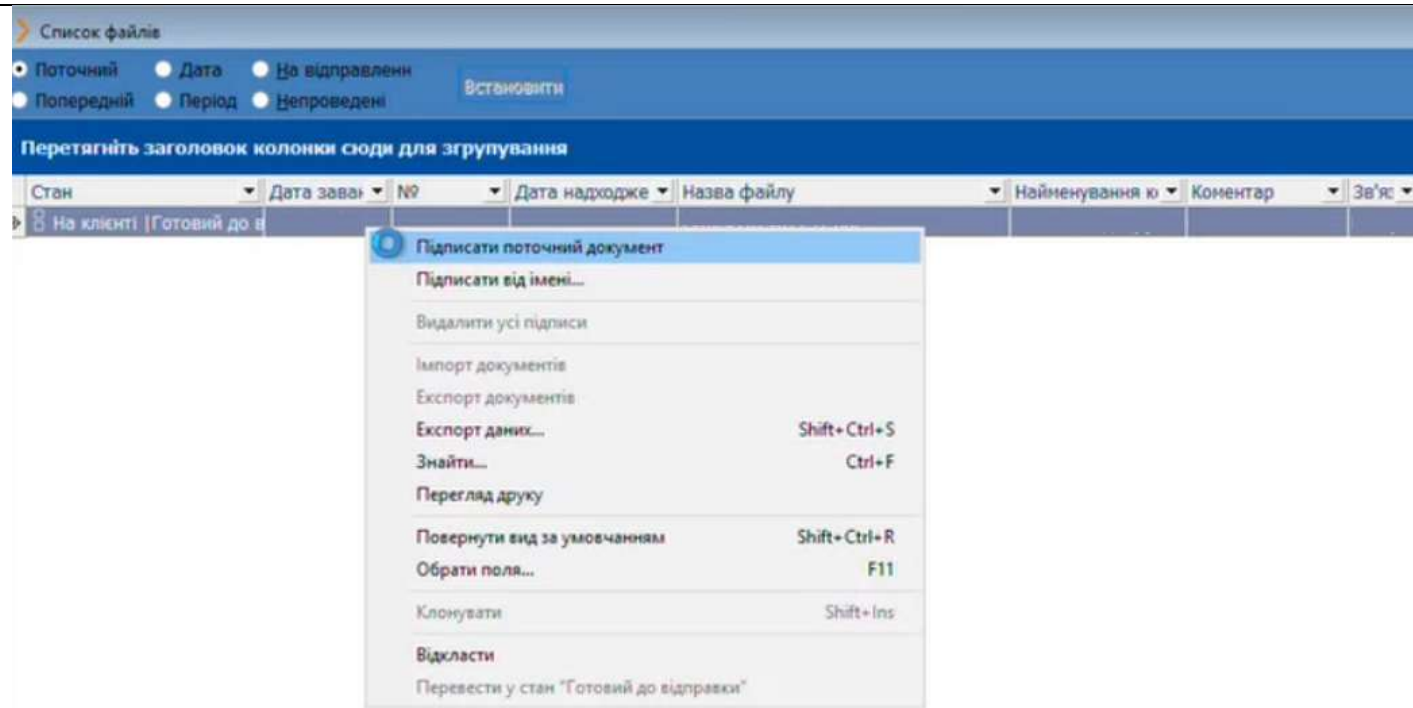 Список файлів
Поточний Дата На відправленн
Встановити
Попередній Період Непроведені
Перетягніть заголовок колонки сюди для згрупування
Стан Дата заван № Дата надходже Назва файлу Найменування ю Коментар Зв'яз
На клієнті |Готовий до в
Підписати поточний документ
Підписати від імені...
Видалити усі підписи
Імпорт документів
Експорт документів
Експорт даних... Shift+Ctrl+S
Знайти... Ctrl+F
Перегляд друку
Повернути вид за умовчанням Shift+Ctrl+R
Обрати поля... F11
Клонувати Shift+Ins
Відкласти
Перевести у стан "Готовий до відправки"